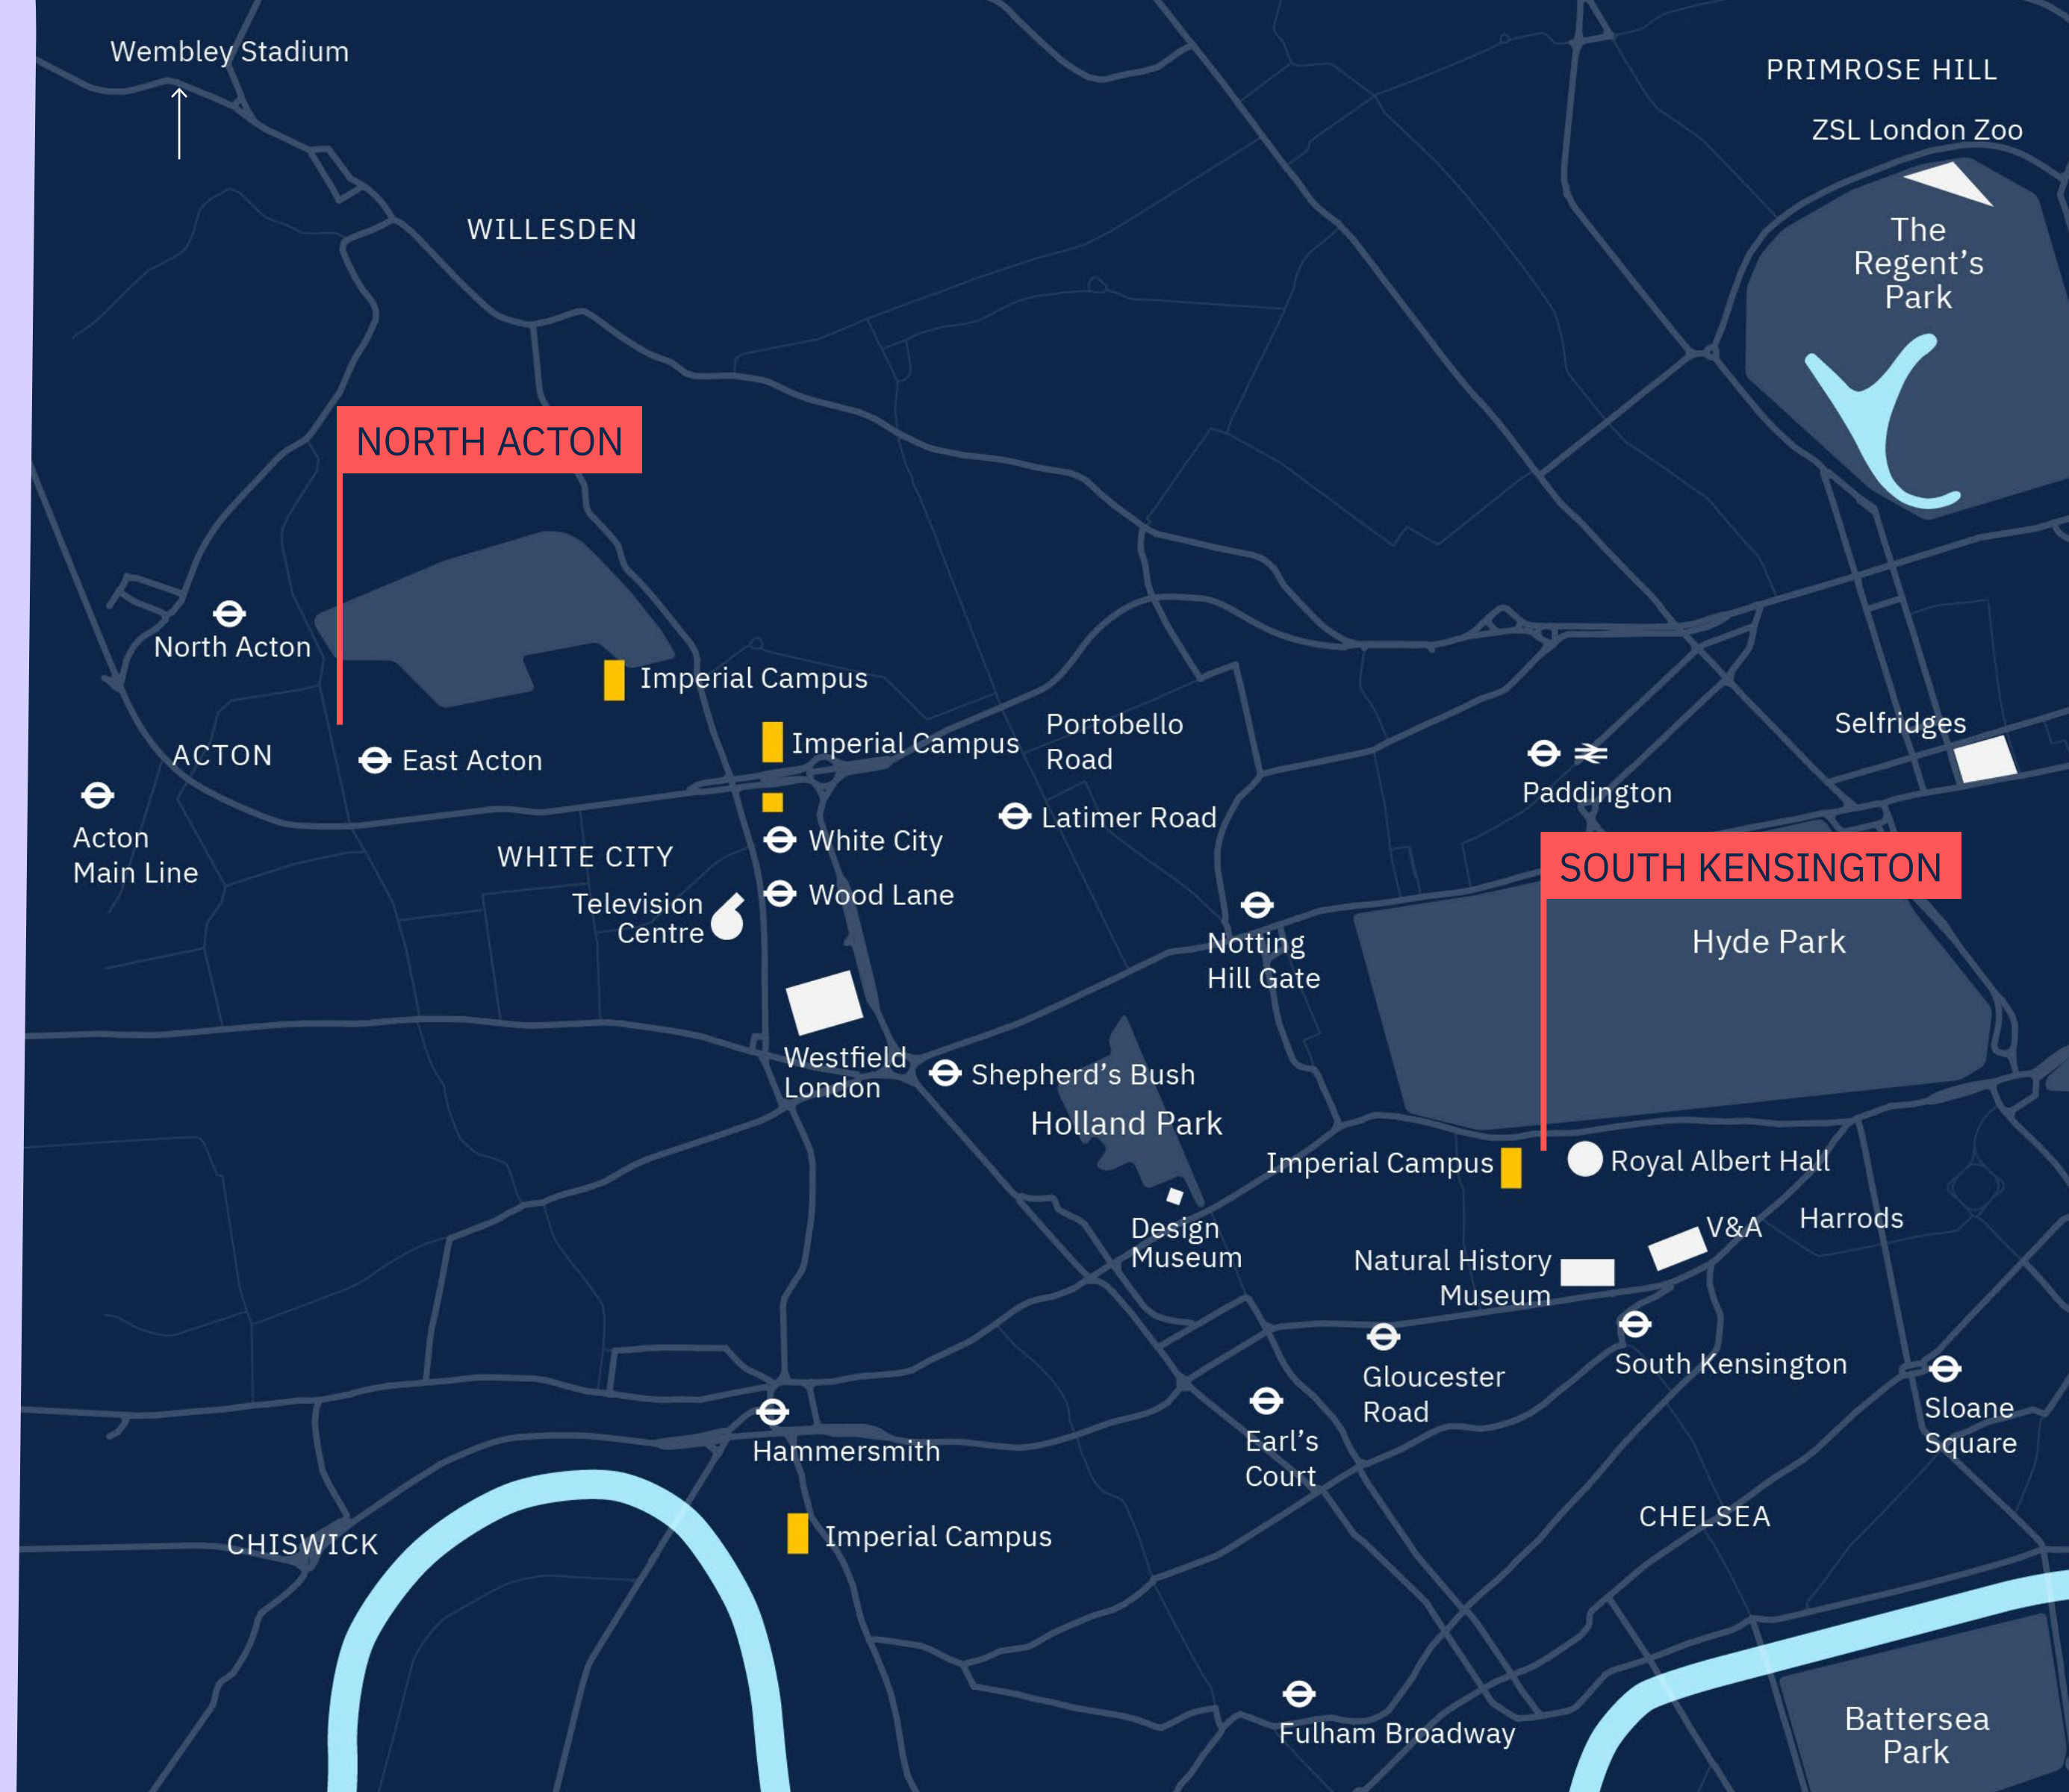 Wembley Stadium
PRIMROSE HILL
ZSL London Zoo
WILLESDEN
The
Regent’s
Park
NORTH ACTON
North Acton
Imperial Campus
Imperial Campus
Portobello
Road
Selfridges
ACTON
East Acton
Paddington
Acton
Main Line
Latimer Road
White City
WHITE CITY
SOUTH KENSINGTON
Wood Lane
Television
Centre
Notting
Hill Gate
Hyde Park
Westfield
London
Shepherd’s Bush
Holland Park
Imperial Campus
Royal Albert Hall
Design
Museum
V&A
Harrods
Natural History
Museum
South Kensington
Gloucester
Road
Sloane
Square
Earl’s
Court
Hammersmith
CHELSEA
Imperial Campus
CHISWICK
Fulham Broadway
Battersea
Park